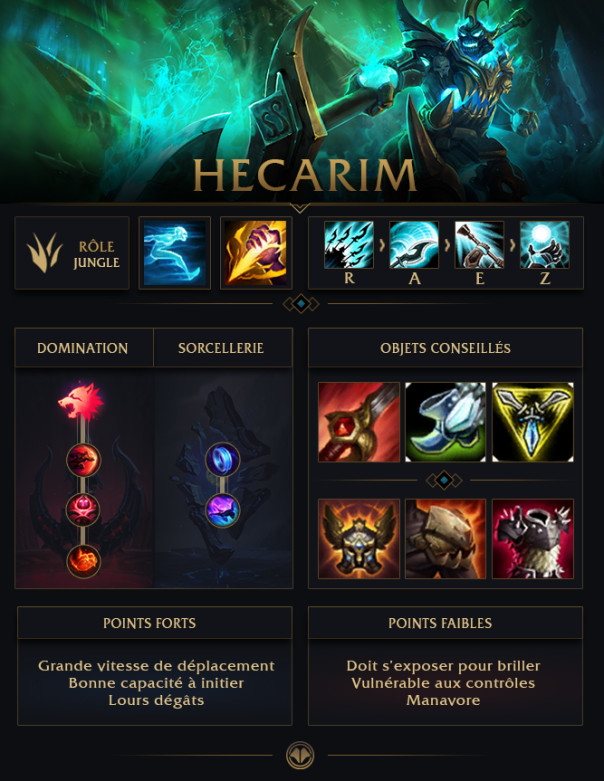 HECARIM
RÔLE
JUNGLE
R
A
E
Z
DOMINATION
SORCELLERIE
OBJETS CONSEILLÉS
POINTS FORTS
Grande vitesse de déplacement
Bonne capacité à initier
Lours dégâts
POINTS FAIBLES
Doit s'exposer pour briller
Vulnérable aux contrôles
Manavore